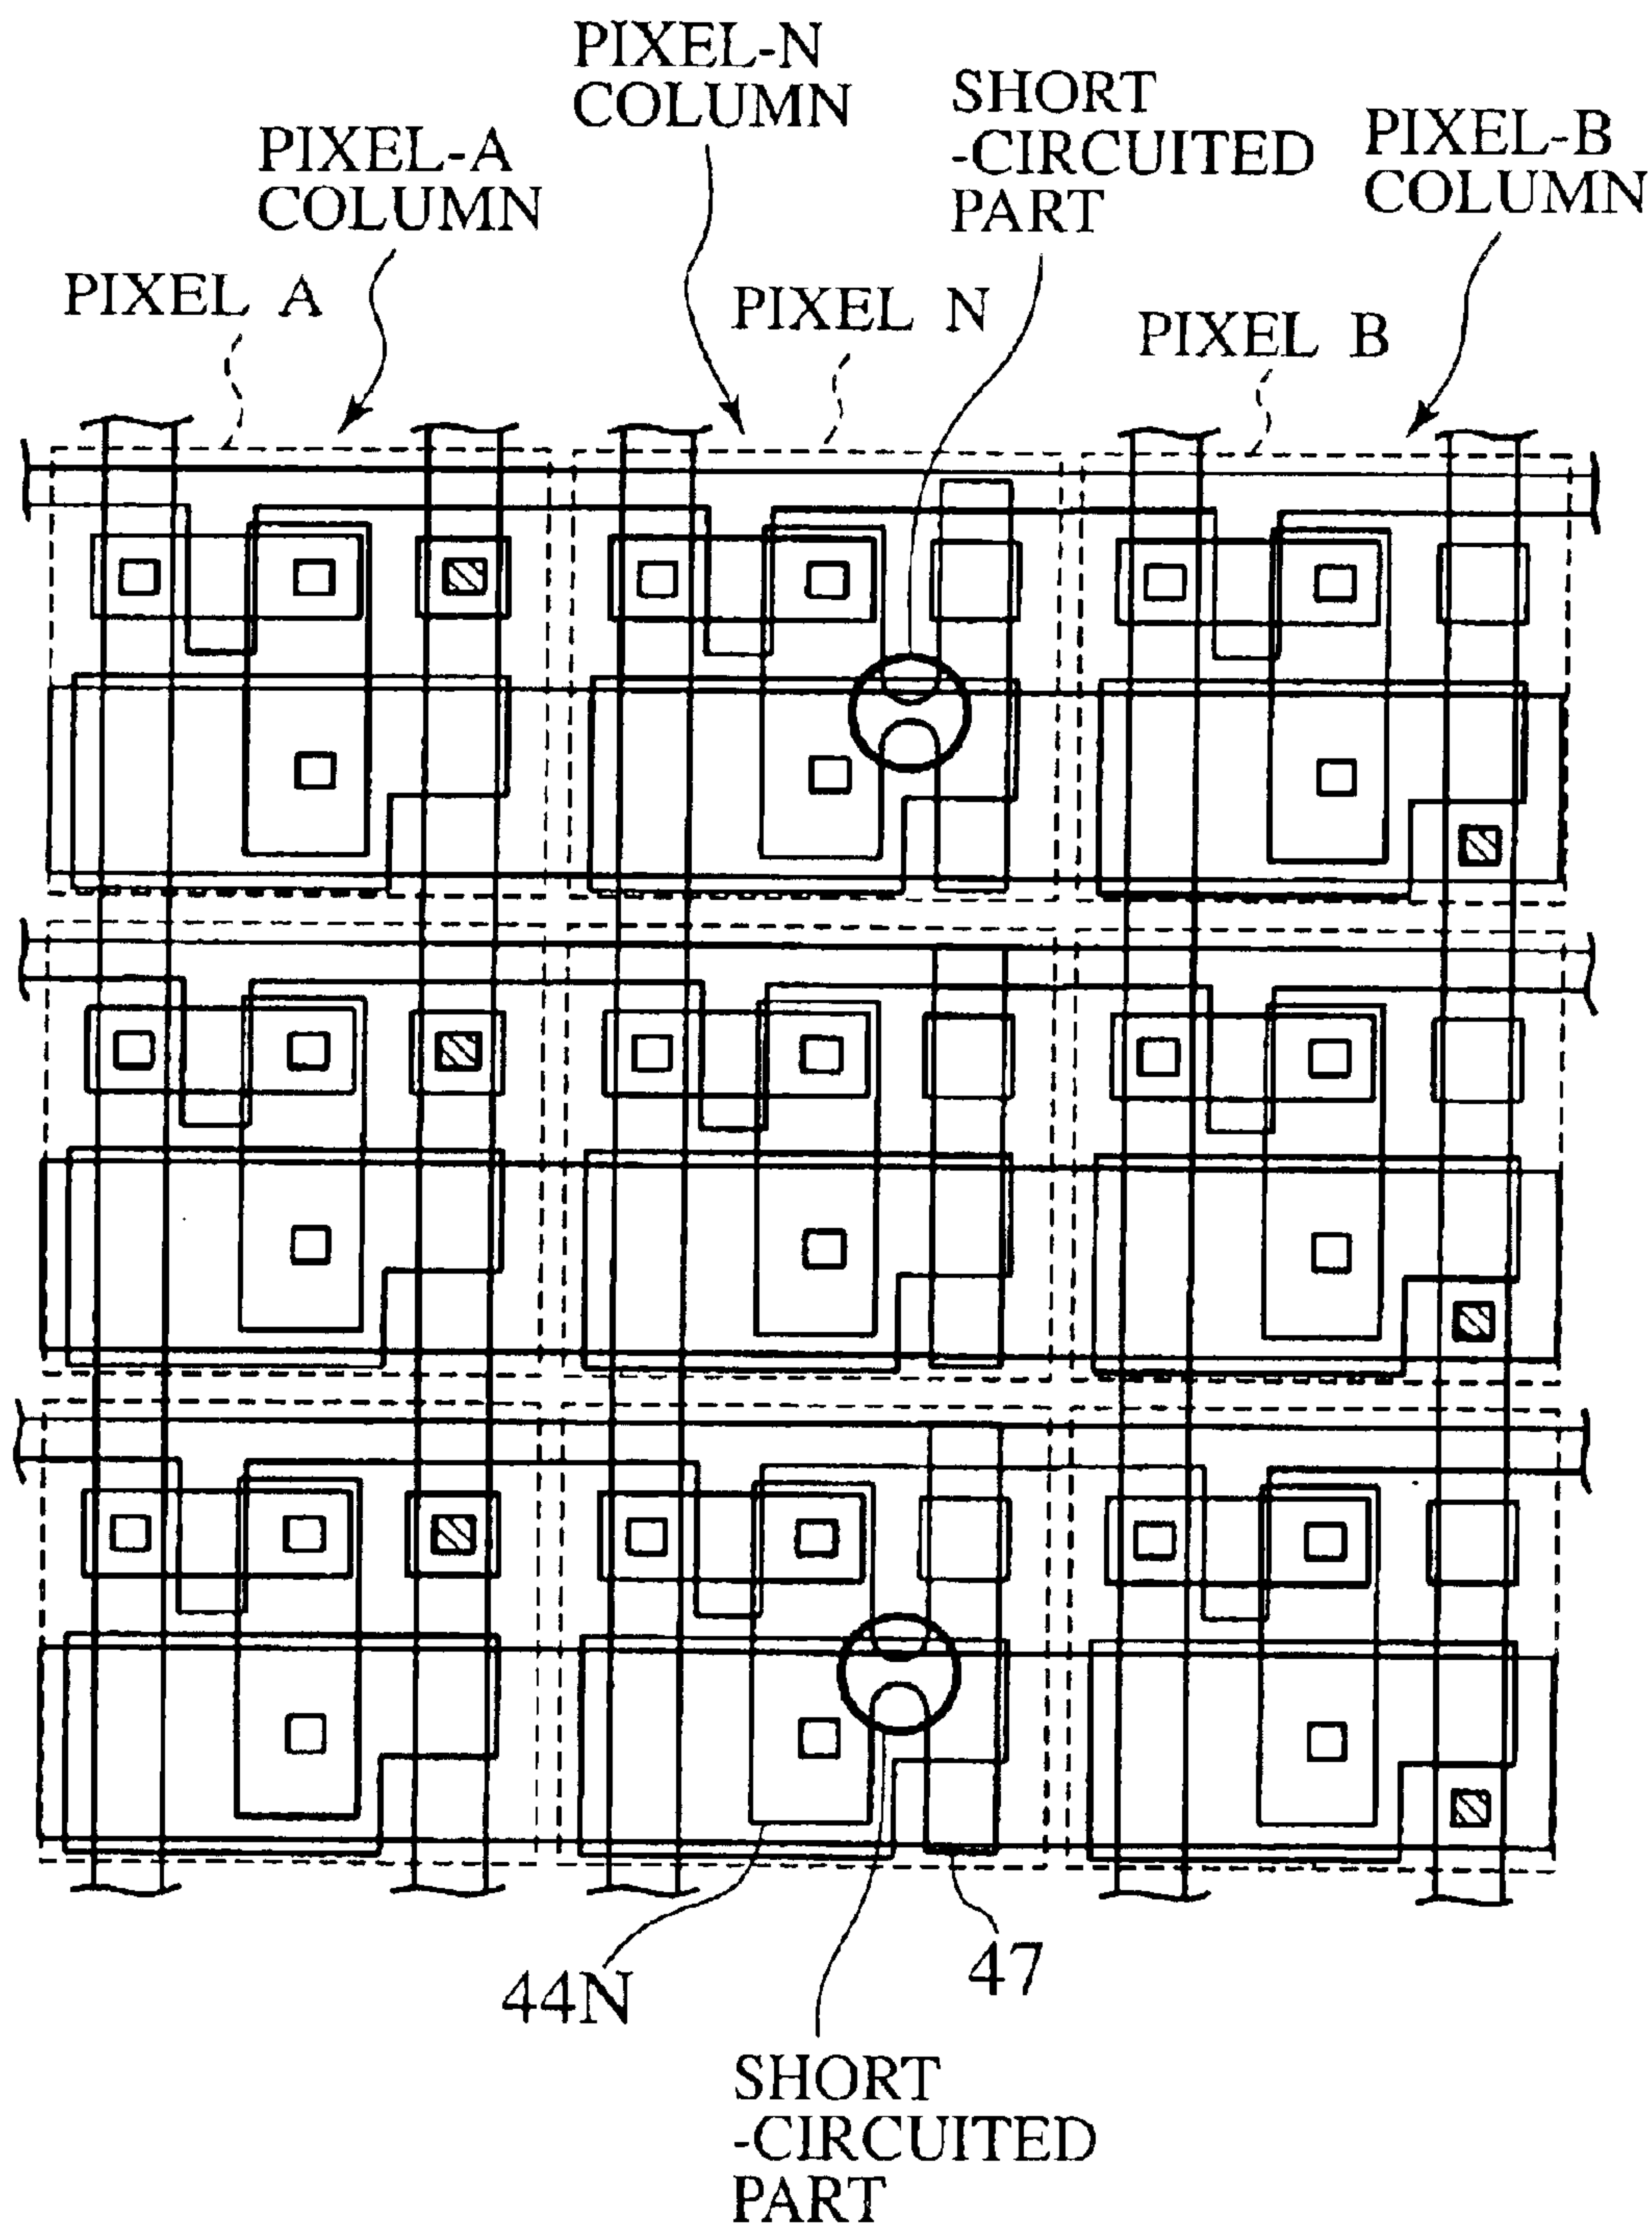 PIXEL-N
COLUMN
SHORT
-CIRCUITED
PART
PIXEL-A
COLUMN
PIXEL-B
COLUMN
PIXEL A
PIXEL N
PIXEL B
44N
47
SHORT
-CIRCUITED
PART